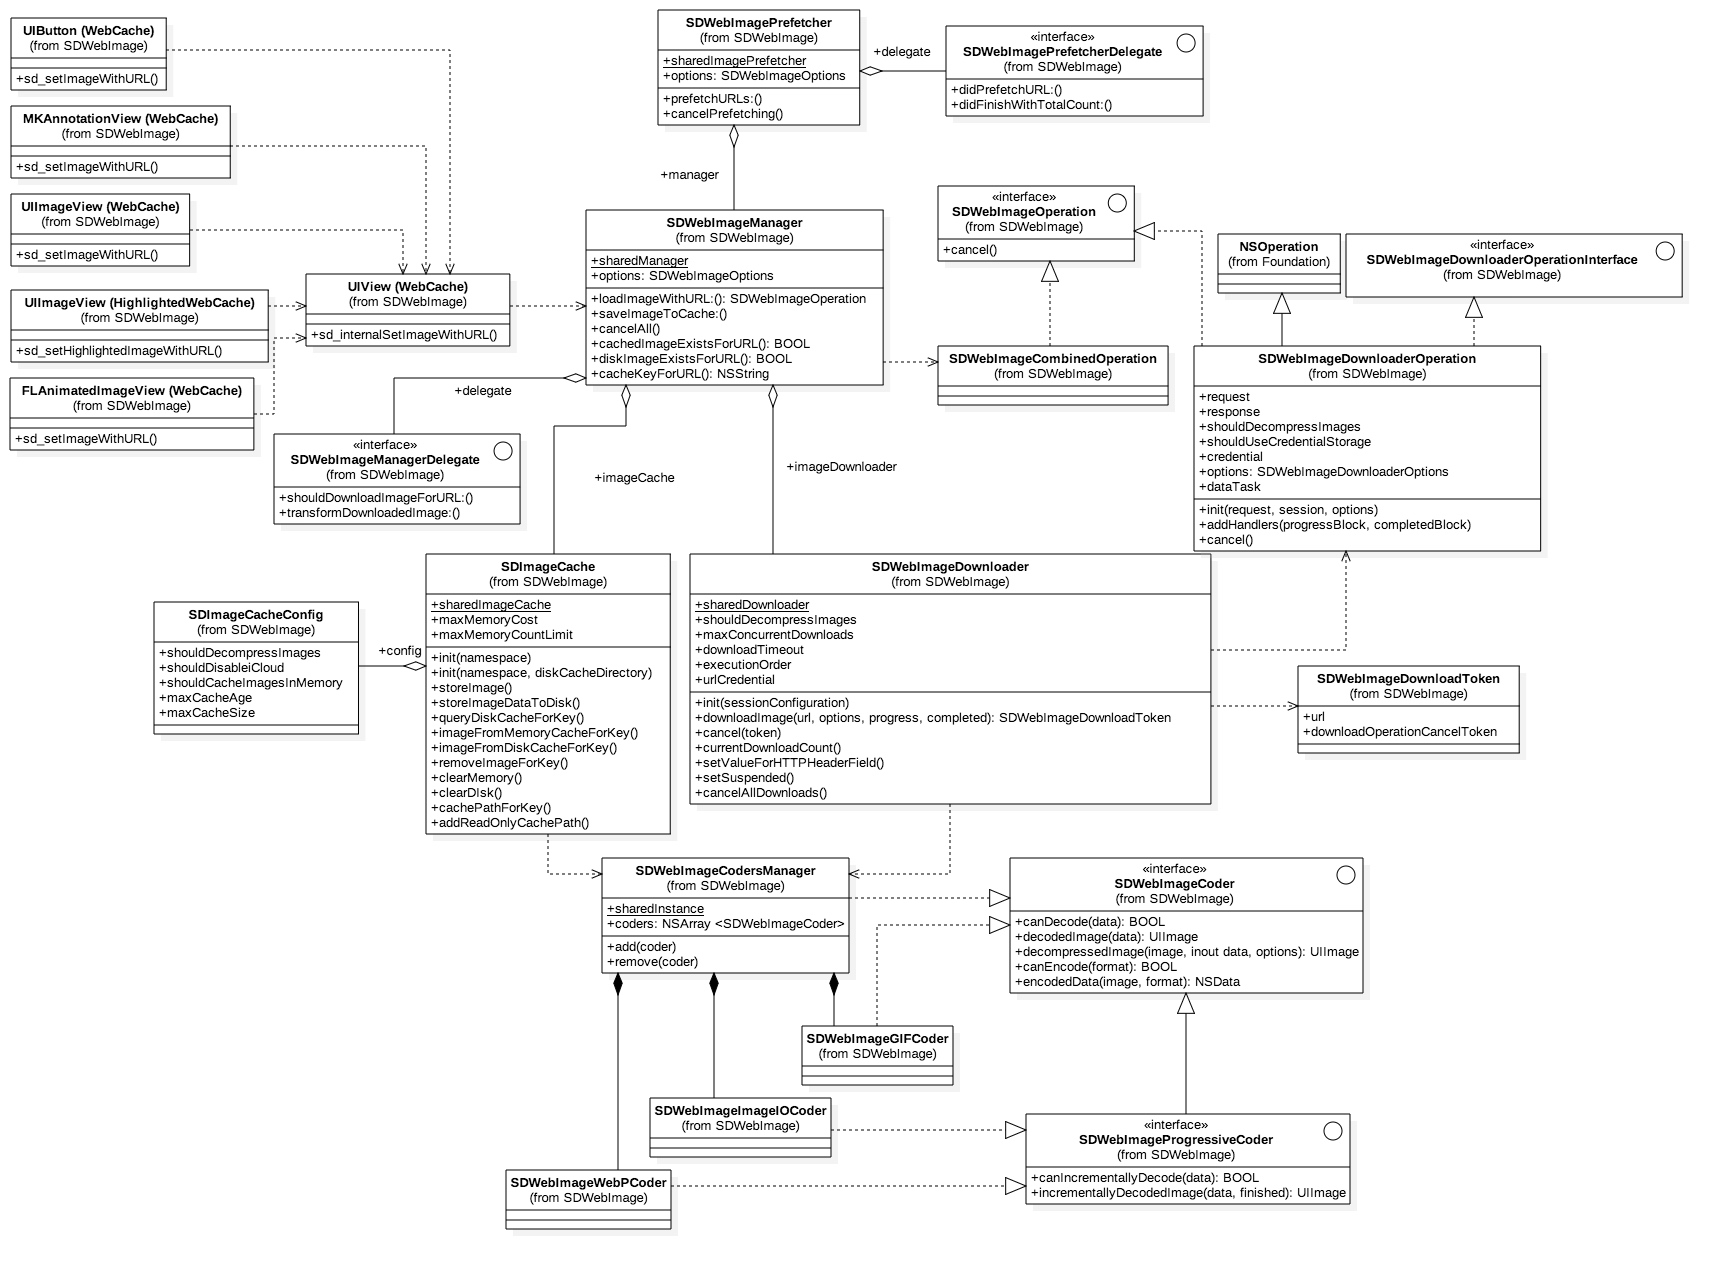 UIButton (WebCache)
(from SDWebImage)
+sd_setImageWithURL()
MKAnnotationView (WebCache)
(from SDWebImage)
+sd_setImageWithURL()
UIImageView (WebCache)
(from SDWebImage)
+sd_setImageWithURL()
UIImageView (HighlightedWebCache)
(from SDWebImage)
+sd_setHighlightedImageWithURL()
FLAnimatedImageView (WebCache)
(from SDWebImage)
+sd_setImageWithURL()
UIView (WebCache)
(from SDWebImage)
+sd_internalSetImageWithURL()
SDWebImagePrefetcher
(from SDWebImage)
+sharedImagePrefetcher
+options: SDWebImageOptions
+prefetchURLs:()
+cancelPrefetching()
+delegate
«interface»
SDWebImagePrefetcherDelegate
(from SDWebImage)
+didPrefetchURL:()
+didFinishWithTotalCount:()
+manager
SDWebImageManager
(from SDWebImage)
+sharedManager
+options: SDWebImageOptions
+loadImageWithURL:(): SDWebImageOperation
+saveImageToCache:()
+cancelAll()
+cachedImageExistsForURL(): BOOL
+diskImageExistsForURL(): BOOL
+cacheKeyForURL(): NSString
«interface»
SDWebImageOperation
(from SDWebImage)
+cancel()
NSOperation
(from Foundation)
«interface»
SDWebImageDownloaderOperationInterface
(from SDWebImage)
SDWebImageCombinedOperation
(from SDWebImage)
SDWebImageDownloaderOperation
(from SDWebImage)
+request
+response
+shouldDecompressImages
+shouldUseCredentialStorage
+credential
+options: SDWebImageDownloaderOptions
+dataTask
+init(request, session, options)
+addHandlers(progressBlock, completedBlock)
+cancel()
+delegate
«interface»
SDWebImageManagerDelegate
(from SDWebImage)
+shouldDownloadImageForURL:()
+transformDownloadedImage:()
+imageCache
+imageDownloader
SDImageCacheConfig
(from SDWebImage)
+shouldDecompressImages
+shouldDisableiCloud
+shouldCacheImagesInMemory
+maxCacheAge
+maxCacheSize
+config
SDImageCache
(from SDWebImage)
+sharedImageCache
+maxMemoryCost
+maxMemoryCountLimit
+init(namespace)
+init(namespace, diskCacheDirectory)
+storeImage()
+storeImageDataToDisk()
+queryDiskCacheForKey()
+imageFromMemoryCacheForKey()
+imageFromDiskCacheForKey()
+removeImageForKey()
+clearMemory()
+clearDIsk()
+cachePathForKey()
+addReadOnlyCachePath()
SDWebImageDownloader
(from SDWebImage)
+sharedDownloader
+shouldDecompressImages
+maxConcurrentDownloads
+downloadTimeout
+executionOrder
+urlCredential
+init(sessionConfiguration)
+downloadImage(url, options, progress, completed): SDWebImageDownloadToken
+cancel(token)
+currentDownloadCount()
+setValueForHTTPHeaderField()
+setSuspended()
+cancelAllDownloads()
SDWebImageDownloadToken
(from SDWebImage)
+url
+downloadOperationCancelToken
SDWebImageCodersManager
(from SDWebImage)
+sharedInstance
+coders: NSArray <SDWebImageCoder>
+add(coder)
+remove(coder)
«interface»
SDWebImageCoder
(from SDWebImage)
+canDecode(data): BOOL
+decodedImage(data): UIImage
+decompressedImage(image, inout data, options): UIImage
+canEncode(format): BOOL
+encodedData(image, format): NSData
SDWebImageGIFCoder
(from SDWebImage)
SDWebImageImageIOCoder
(from SDWebImage)
SDWebImageWebPCoder
(from SDWebImage)
«interface»
SDWebImageProgressiveCoder
(from SDWebImage)
+canIncrementallyDecode(data): BOOL
+incrementallyDecodedImage(data, finished): UIImage